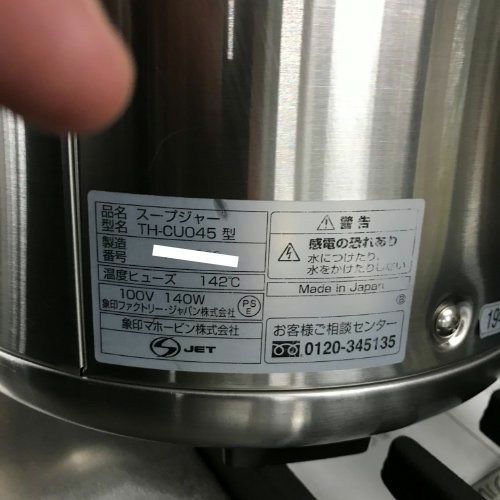 品名 スープジャー
型名 TH-CU045 型
製造
番号
温度ヒューズ 142℃
100V 140W
象印ファクトリー・ジャパン株式会社
PSE
象印マホービン株式会社
JET
⚠ 警告
感電の恐れあり
水につけたり、
水をかけたりしない
Made in Japan
B
お客様ご相談センター
0120-345135